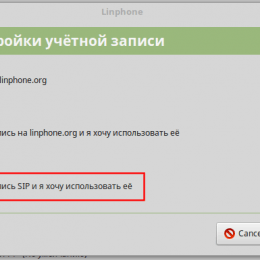 Linphone
ройки учётной записи
linphone.org
ись на linphone.org и я хочу использовать её
ись SIP и я хочу использовать её
Cance